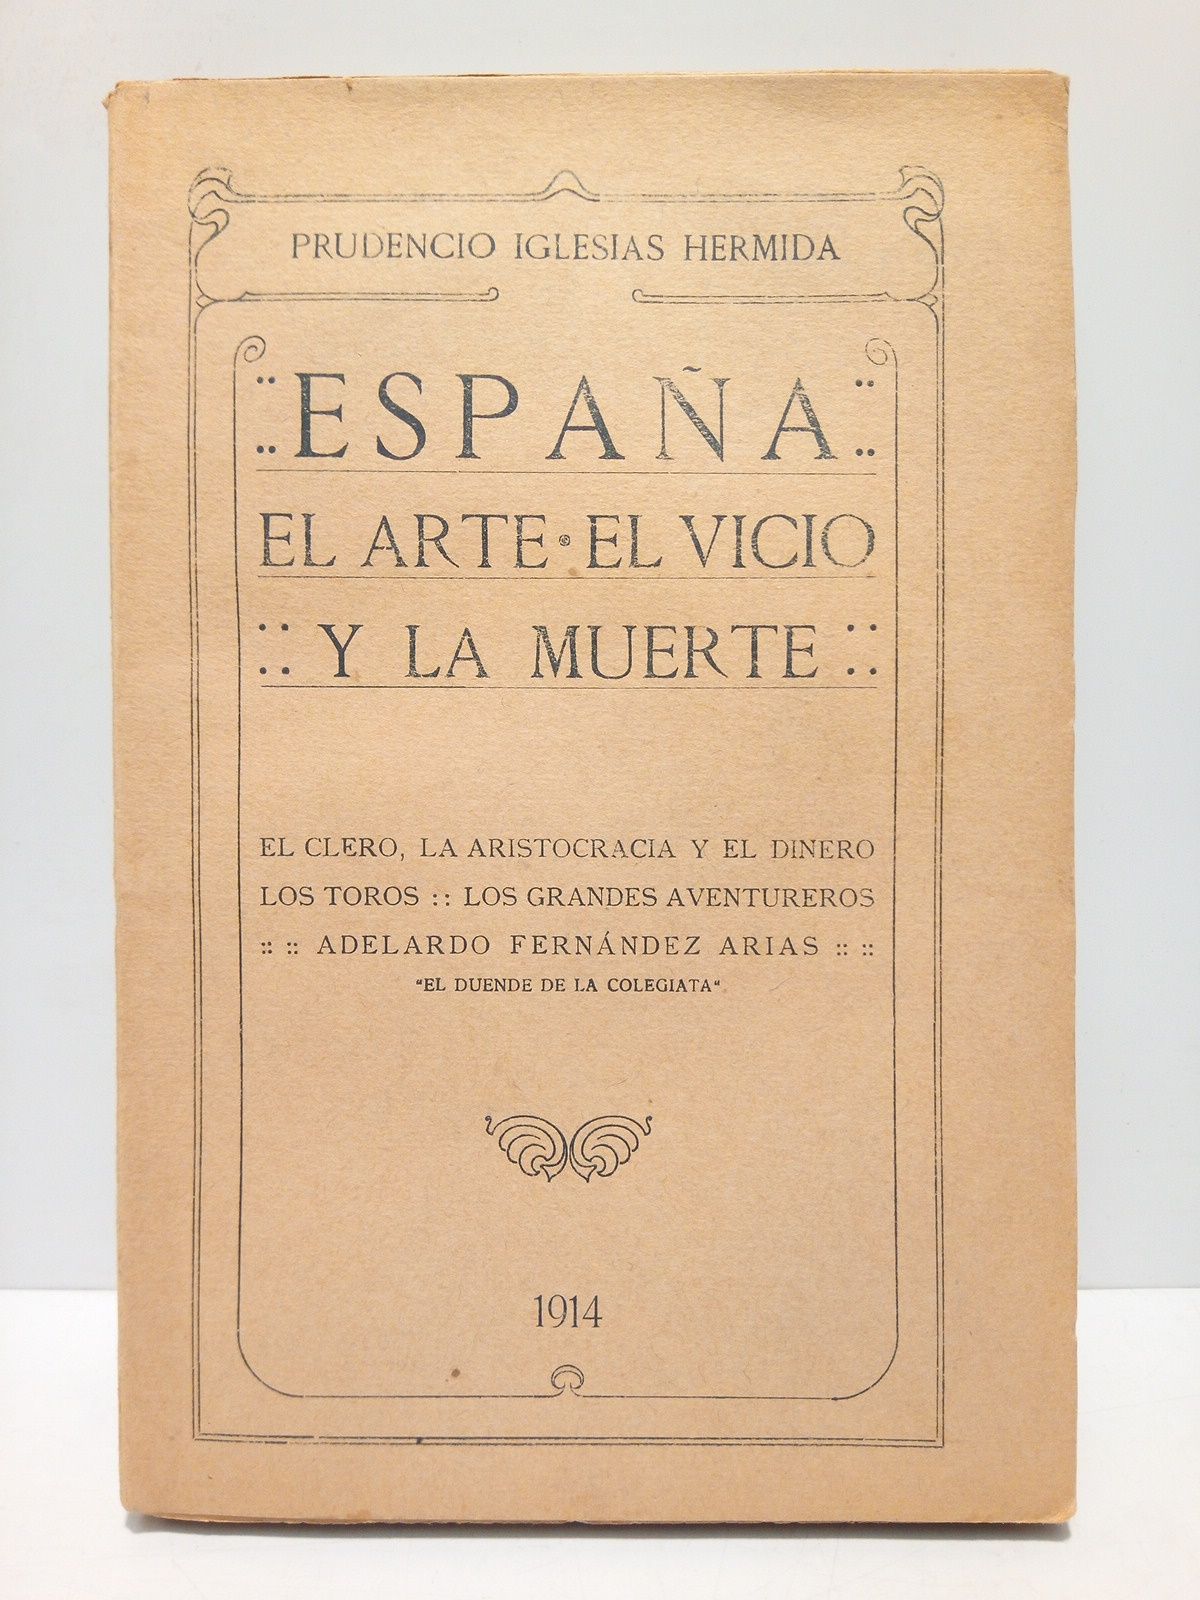 PRUDENCIO IGLESIAS HERMIDA
ESPAÑA
EL ARTE · EL VICIO
:: Y LA MUERTE ::
EL CLERO, LA ARISTOCRACIA Y EL DINERO
LOS TOROS :: LOS GRANDES AVENTUREROS
:: :: ADELARDO FERNÁNDEZ ARIAS :: ::
"EL DUENDE DE LA COLEGIATA"
1914